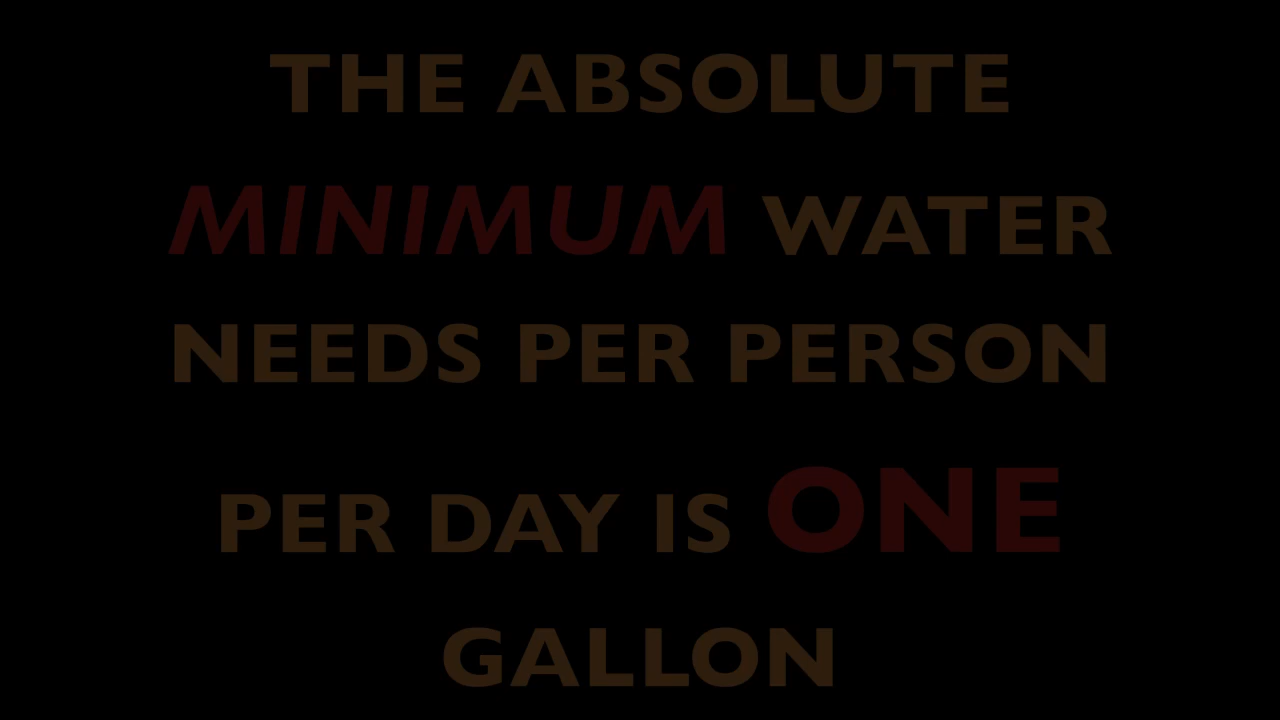 THE ABSOLUTE
MINIMUM WATER
NEEDS PER PERSON
PER DAY IS ONE
GALLON